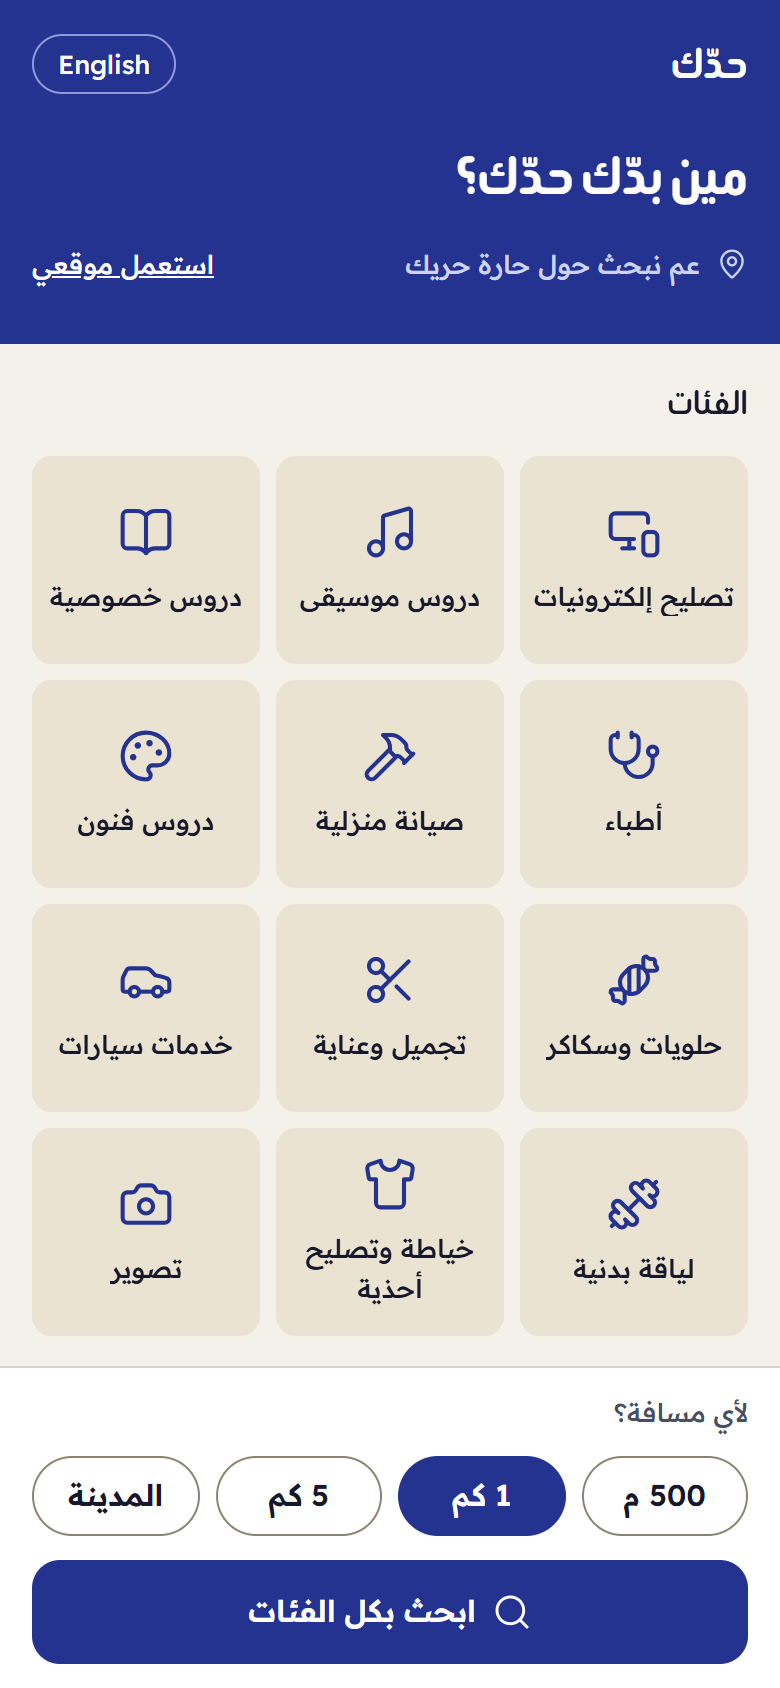 حدّك
English
مين بدّك حدّك؟
عم نبحث حول حارة حريك
استعمل موقعي
الفئات
تصليح إلكترونيات
دروس موسيقى
دروس خصوصية
أطباء
صيانة منزلية
دروس فنون
حلويات وسكاكر
تجميل وعناية
خدمات سيارات
لياقة بدنية
خياطة وتصليح
أحذية
تصوير
لأي مسافة؟
500 م
1 كم
5 كم
المدينة
ابحث بكل الفئات